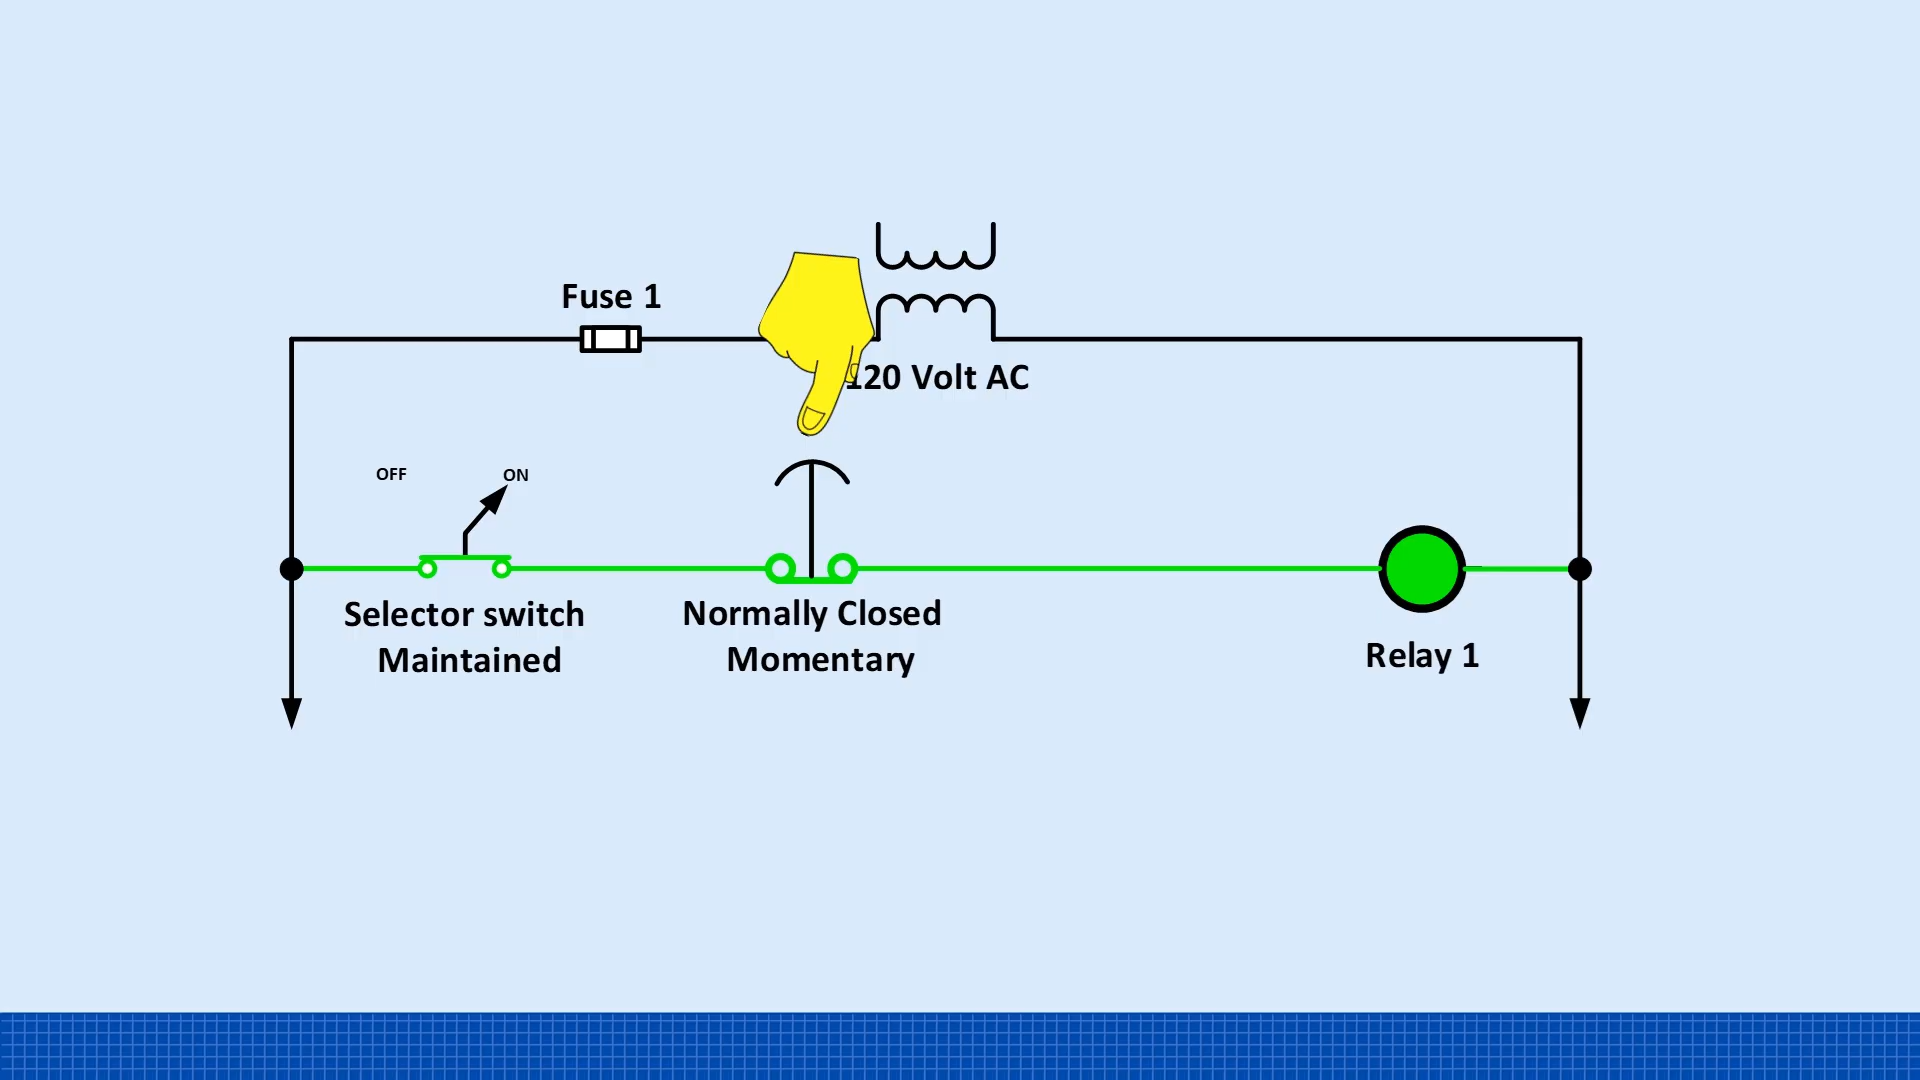 Fuse 1
120 Volt AC
OFF
ON
Selector switch
Maintained
Normally Closed
Momentary
Relay 1